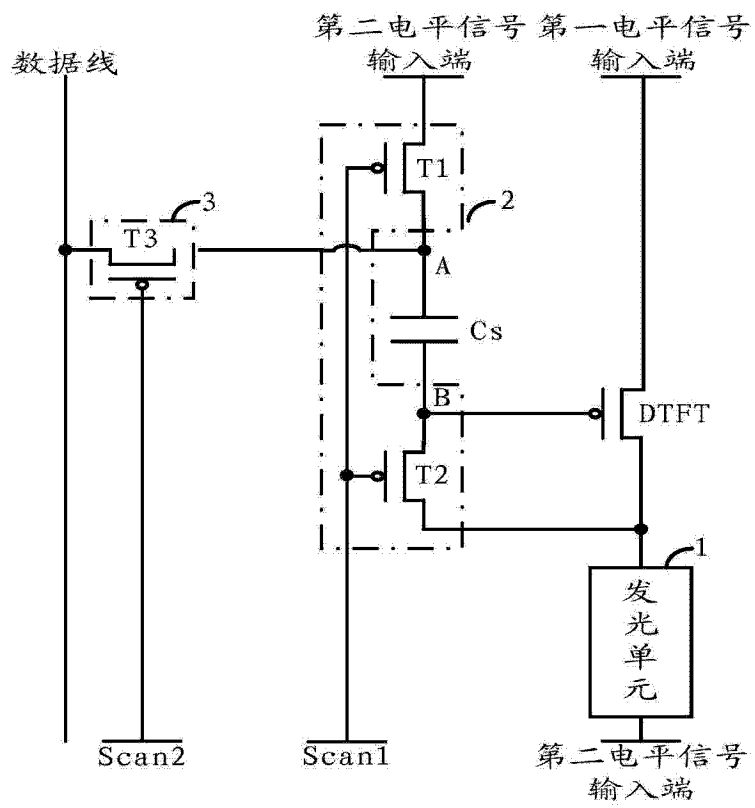 第二电平信号
输入端
第一电平信号
输入端
数据线
T1
3
2
T3
A
Cs
B
DTFT
T2
1
发
光
单
元
Scan2
Scan1
第二电平信号
输入端